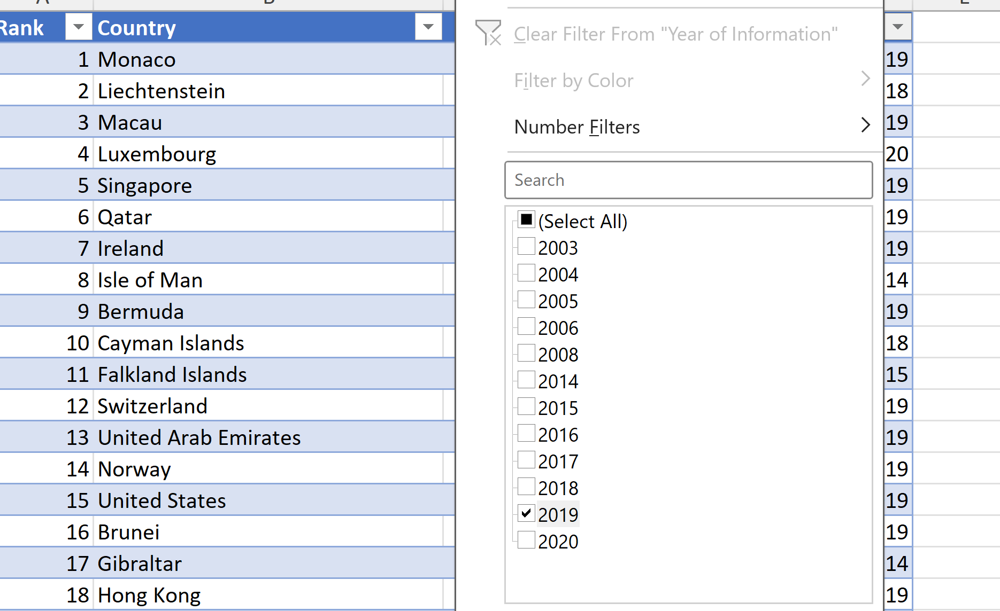 A B E
Rank Country
1 Monaco 19
2 Liechtenstein 18
3 Macau 19
4 Luxembourg 20
5 Singapore 19
6 Qatar 19
7 Ireland 19
8 Isle of Man 14
9 Bermuda 19
10 Cayman Islands 18
11 Falkland Islands 15
12 Switzerland 19
13 United Arab Emirates 19
14 Norway 19
15 United States 19
16 Brunei 19
17 Gibraltar 14
18 Hong Kong 19
Clear Filter From "Year of Information"
Filter by Color
Number Filters
Search
(Select All)
2003
2004
2005
2006
2008
2014
2015
2016
2017
2018
2019
2020